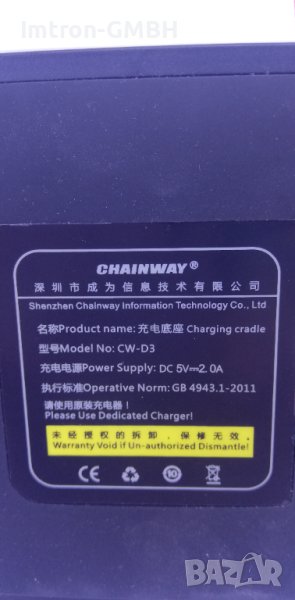 Imtron-GMBH
CHAINWAY®
深圳市成为信息技术有限公司
Shenzhen Chainway Information Technology Co., Ltd
名称Product name: 充电底座 Charging cradle
型号Model No: CW-D3
充电电源Power Supply: DC 5V⎓2.0A
执行标准Operative Norm: GB 4943.1-2011
请使用原装充电器!
Please Use Dedicated Charger!
未经授权的拆卸，保修无效。
Warranty Void if Un-authorized Dismantle!
CE 10
BAZAR